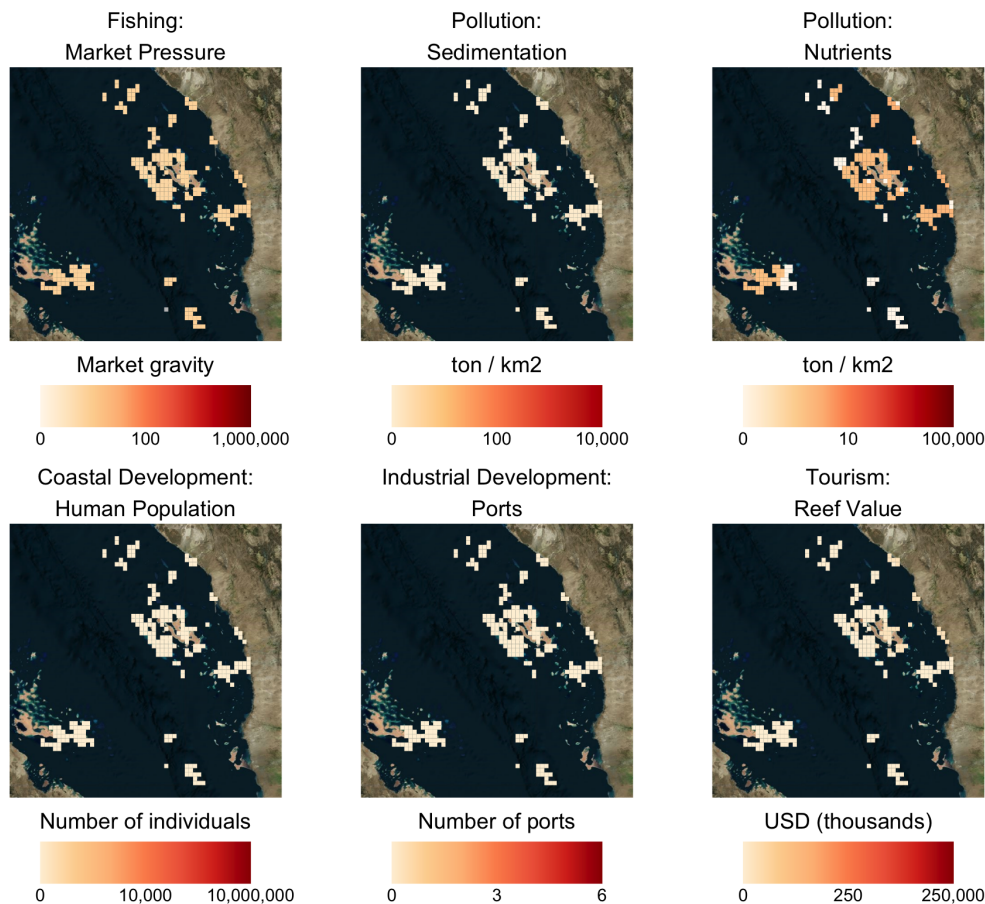 Fishing:
Market Pressure
Pollution:
Sedimentation
Pollution:
Nutrients
Market gravity
0 100 1,000,000
ton / km2
0 100 10,000
ton / km2
0 10 100,000
Coastal Development:
Human Population
Industrial Development:
Ports
Tourism:
Reef Value
Number of individuals
0 10,000 10,000,000
Number of ports
0 3 6
USD (thousands)
0 250 250,000